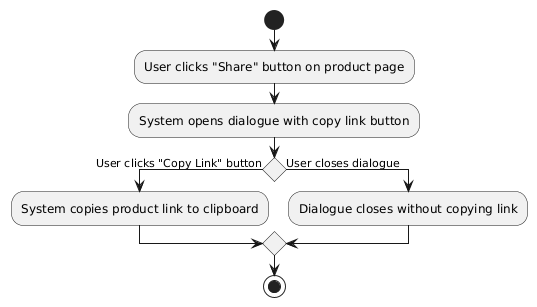 User clicks "Share" button on product page
System opens dialogue with copy link button
User clicks "Copy Link" button
User closes dialogue
System copies product link to clipboard
Dialogue closes without copying link